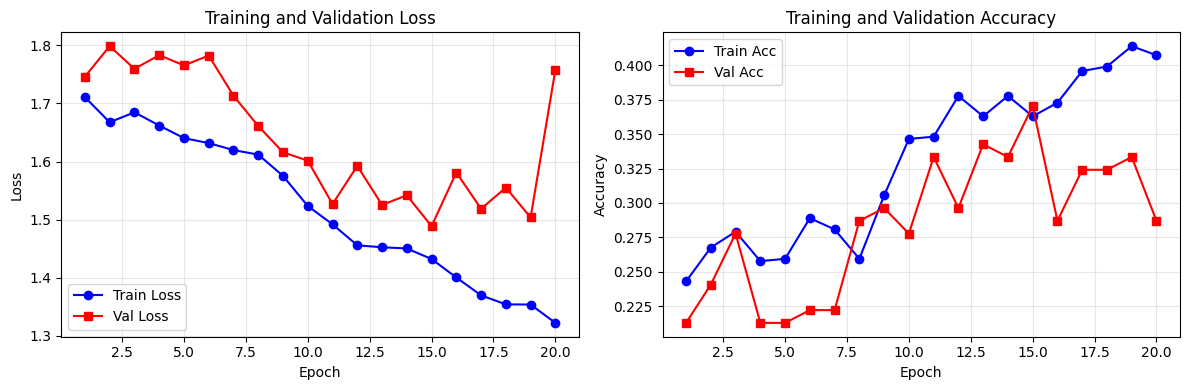 Training and Validation Loss
1.8
1.7
1.6
1.5
1.4
1.3
Loss
Train Loss
Val Loss
2.5 5.0 7.5 10.0 12.5 15.0 17.5 20.0
Epoch
Training and Validation Accuracy
Train Acc
Val Acc
0.400
0.375
0.350
0.325
0.300
0.275
0.250
0.225
Accuracy
2.5 5.0 7.5 10.0 12.5 15.0 17.5 20.0
Epoch